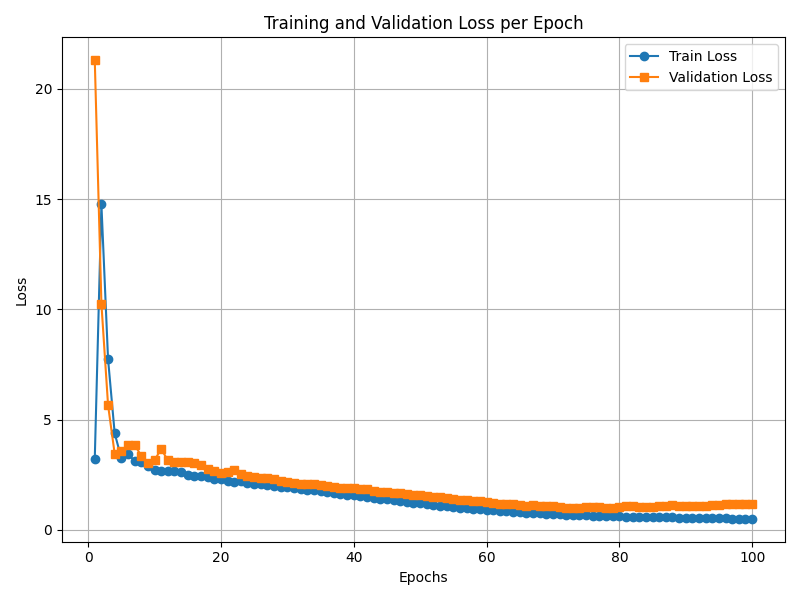 Training and Validation Loss per Epoch
Train Loss
Validation Loss
Loss
20
15
10
5
0
0 20 40 60 80 100
Epochs